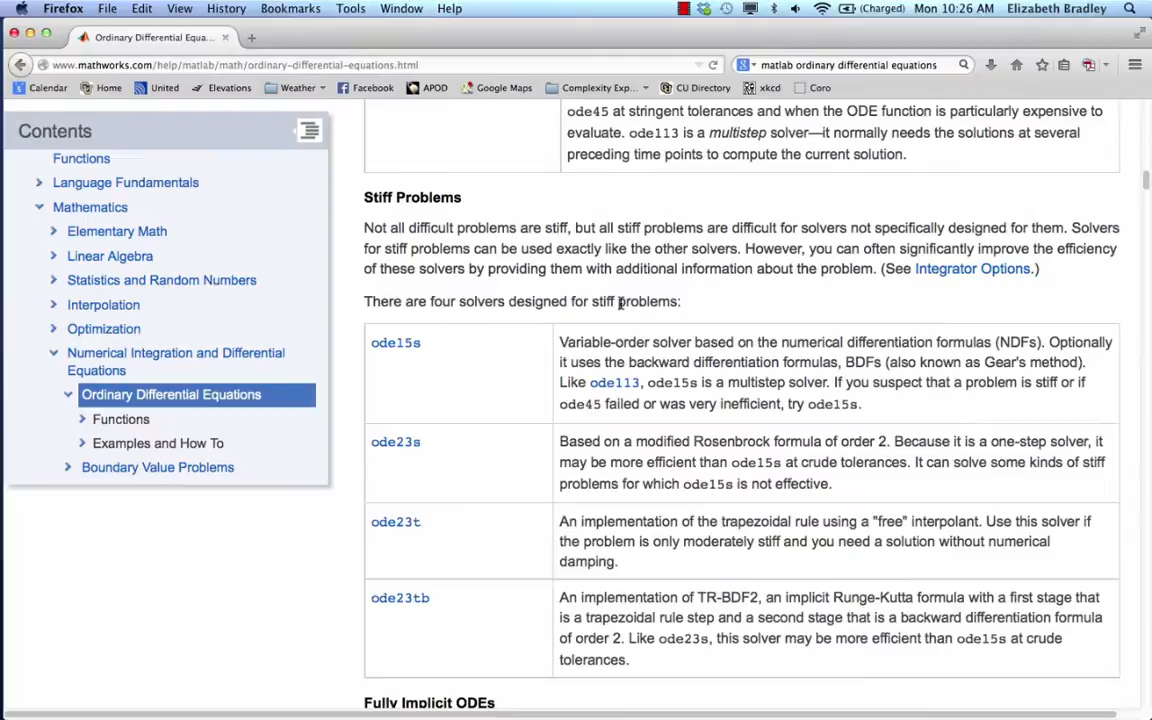 Firefox File Edit View History Bookmarks Tools Window Help (Charged) Mon 10:26 AM Elizabeth Bradley
Ordinary Differential Equa...
www.mathworks.com/help/matlab/math/ordinary-differential-equations.html matlab ordinary differential equations
Calendar Home United Elevations Weather Facebook APOD Google Maps Complexity Exp... CU Directory xkcd Coro
Contents
Functions
Language Fundamentals
Mathematics
Elementary Math
Linear Algebra
Statistics and Random Numbers
Interpolation
Optimization
Numerical Integration and Differential
Equations
Ordinary Differential Equations
Functions
Examples and How To
Boundary Value Problems
ode45 at stringent tolerances and when the ODE function is particularly expensive to
evaluate. ode113 is a multistep solver—it normally needs the solutions at several
preceding time points to compute the current solution.
Stiff Problems
Not all difficult problems are stiff, but all stiff problems are difficult for solvers not specifically designed for them. Solvers
for stiff problems can be used exactly like the other solvers. However, you can often significantly improve the efficiency
of these solvers by providing them with additional information about the problem. (See Integrator Options.)
There are four solvers designed for stiff problems:
ode15s
Variable-order solver based on the numerical differentiation formulas (NDFs). Optionally
it uses the backward differentiation formulas, BDFs (also known as Gear's method).
Like ode113, ode15s is a multistep solver. If you suspect that a problem is stiff or if
ode45 failed or was very inefficient, try ode15s.
ode23s
Based on a modified Rosenbrock formula of order 2. Because it is a one-step solver, it
may be more efficient than ode15s at crude tolerances. It can solve some kinds of stiff
problems for which ode15s is not effective.
ode23t
An implementation of the trapezoidal rule using a "free" interpolant. Use this solver if
the problem is only moderately stiff and you need a solution without numerical
damping.
ode23tb
An implementation of TR-BDF2, an implicit Runge-Kutta formula with a first stage that
is a trapezoidal rule step and a second stage that is a backward differentiation formula
of order 2. Like ode23s, this solver may be more efficient than ode15s at crude
tolerances.
Fully Implicit ODEs